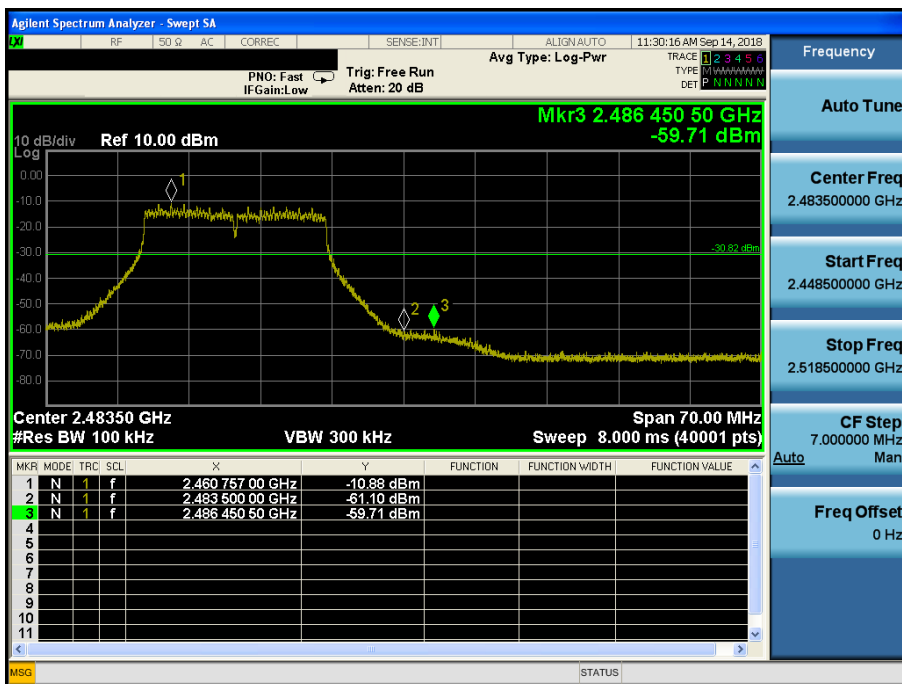 Agilent Spectrum Analyzer - Swept SA
LXI RF 50 Ω AC CORREC SENSE:INT ALIGN AUTO 11:30:16 AM Sep 14, 2018
Avg Type: Log-Pwr TRACE 1 2 3 4 5 6
PNO: Fast Trig: Free Run TYPE M
IFGain:Low Atten: 20 dB DET P N N N N N
Mkr3 2.486 450 50 GHz
-59.71 dBm
10 dB/div Ref 10.00 dBm
Log
0.00
-10.0
-20.0
-30.0
-40.0
-50.0
-60.0
-70.0
-80.0
1
-30.82 dBm
2 3
Center 2.48350 GHz Span 70.00 MHz
#Res BW 100 kHz VBW 300 kHz Sweep 8.000 ms (40001 pts)
MKR MODE TRC SCL X Y FUNCTION FUNCTION WIDTH FUNCTION VALUE
1 N 1 f 2.460 757 00 GHz -10.88 dBm
2 N 1 f 2.483 500 00 GHz -61.10 dBm
3 N 1 f 2.486 450 50 GHz -59.71 dBm
4
5
6
7
8
9
10
11
MSG STATUS
Frequency
Auto Tune
Center Freq
2.483500000 GHz
Start Freq
2.448500000 GHz
Stop Freq
2.518500000 GHz
CF Step
7.000000 MHz
Auto Man
Freq Offset
0 Hz